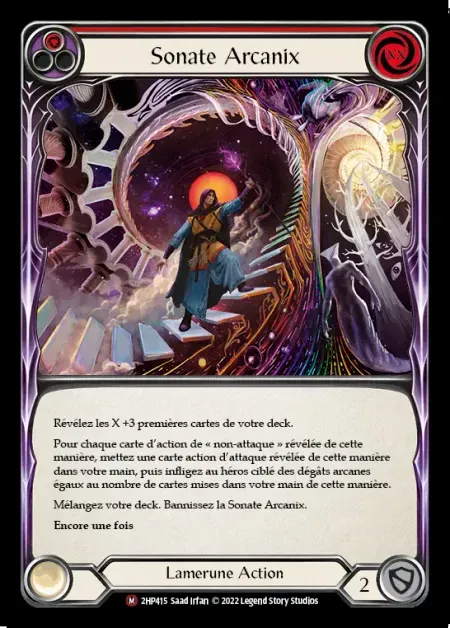 Sonate Arcanix
XX
Révélez les X +3 premières cartes de votre deck.
Pour chaque carte d'action de « non-attaque » révélée de cette
manière, mettez une carte action d'attaque révélée de cette manière
dans votre main, puis infligez au héros ciblé des dégâts arcanes
égaux au nombre de cartes mises dans votre main de cette manière.
Mélangez votre deck. Bannissez la Sonate Arcanix.
Encore une fois
Lamerune Action
2
M 2HP415 Saad Irfan © 2022 Legend Story Studios